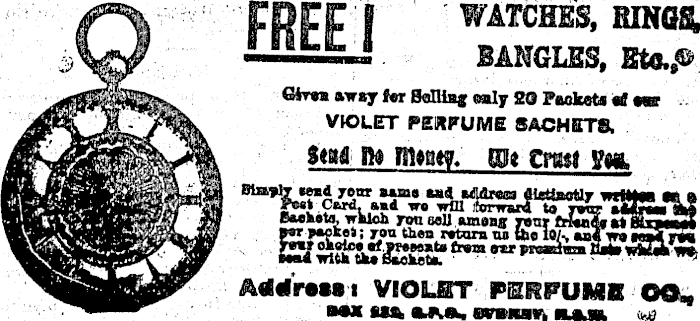 FREE!
WATCHES, RINGS,
BANGLES, Etc.,
Given away for Selling only 20 Packets of our
VIOLET PERFUME SACHETS.
Send No Money. We Trust You.
Simply send your name and address distinctly written on a
Post Card, and we will forward to your address the
Sachets, which you sell among your friends at Sixpence
per packet; you then return us the 10/-, and we send you
your choice of presents from our premium lists which we
send with the Sachets.
Address: VIOLET PERFUME CO.,
BOX G.P.O., SYDNEY, N.S.W.